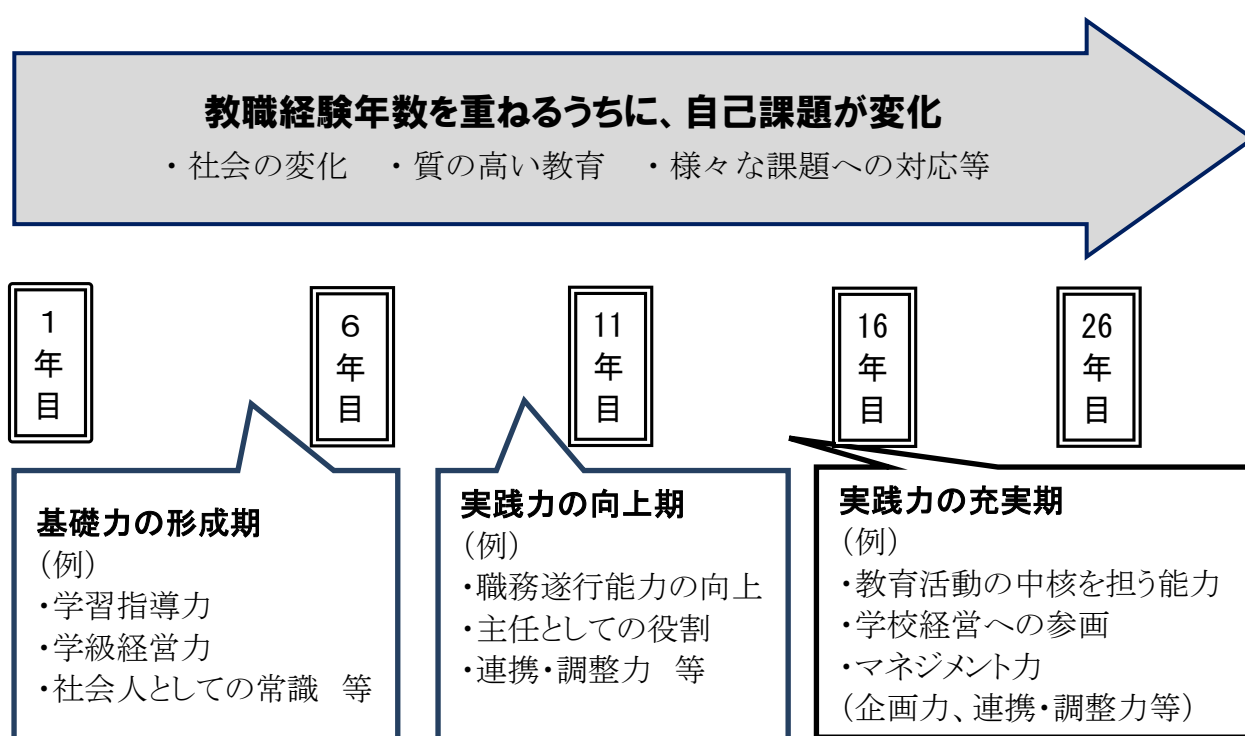 教職経験年数を重ねるうちに、自己課題が変化
・社会の変化　・質の高い教育　・様々な課題への対応等
１年目
６年目
11年目
16年目
26年目
基礎力の形成期
（例）
・学習指導力
・学級経営力
・社会人としての常識　等
実践力の向上期
（例）
・職務遂行能力の向上
・主任としての役割
・連携・調整力　等
実践力の充実期
（例）
・教育活動の中核を担う能力
・学校経営への参画
・マネジメント力
（企画力、連携・調整力等）